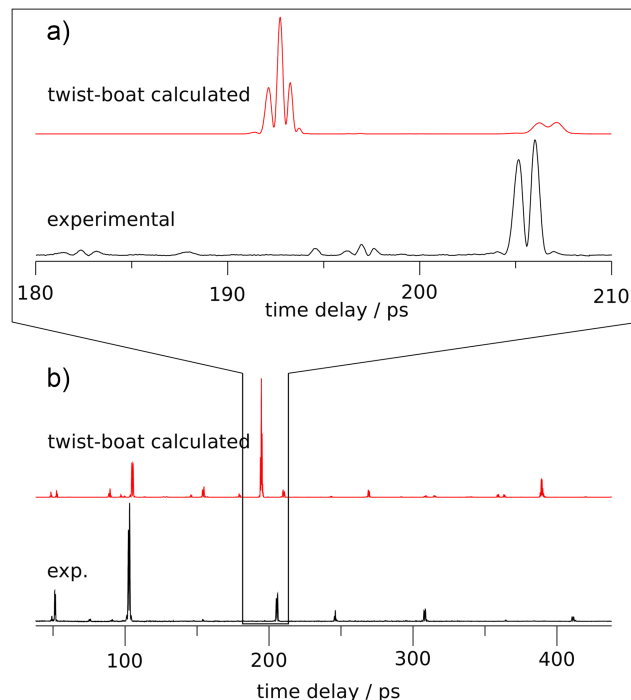 a)
twist-boat calculated
experimental
180 190 200 210
time delay / ps
b)
twist-boat calculated
exp.
100 200 300 400
time delay / ps